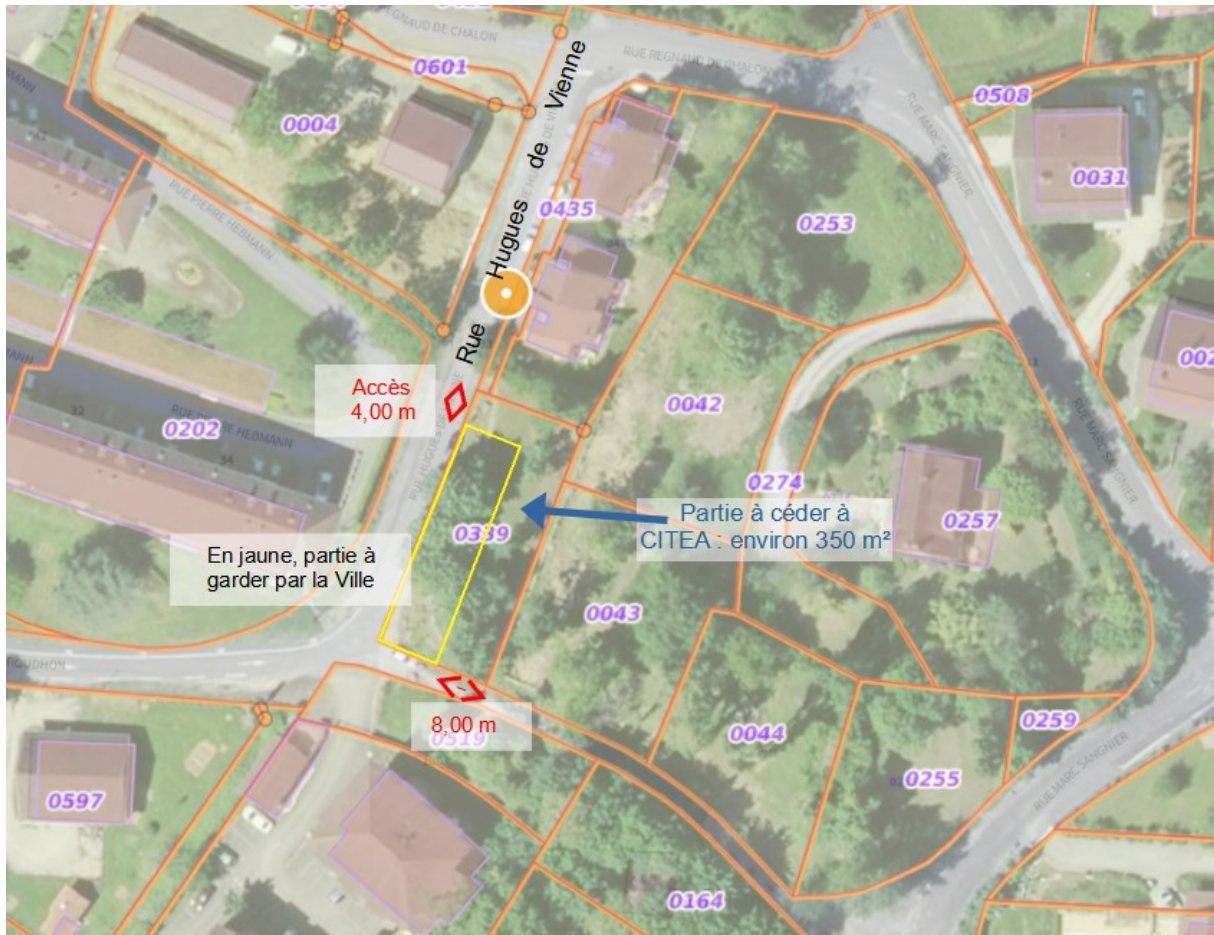 REGNAUD DE CHALON
RUE REGNAUD DE CHALON
0601
0004
0508
0031
RUE MARC SANGNIER
Rue Hugues de Vienne
0435
RUE PIERRE HEBMANN
0253
Accès
4,00 m
0042
32
RUE PIERRE HEBMANN
0202
34
RUE HUGUES DE
RUE MARC SANGNIER
0274
0339
Partie à céder à
CITEA : environ 350 m²
0257
En jaune, partie à
garder par la Ville
0043
8,00 m
0519
0044
0259
0255
RUE MARC SANGNIER
0597
0164